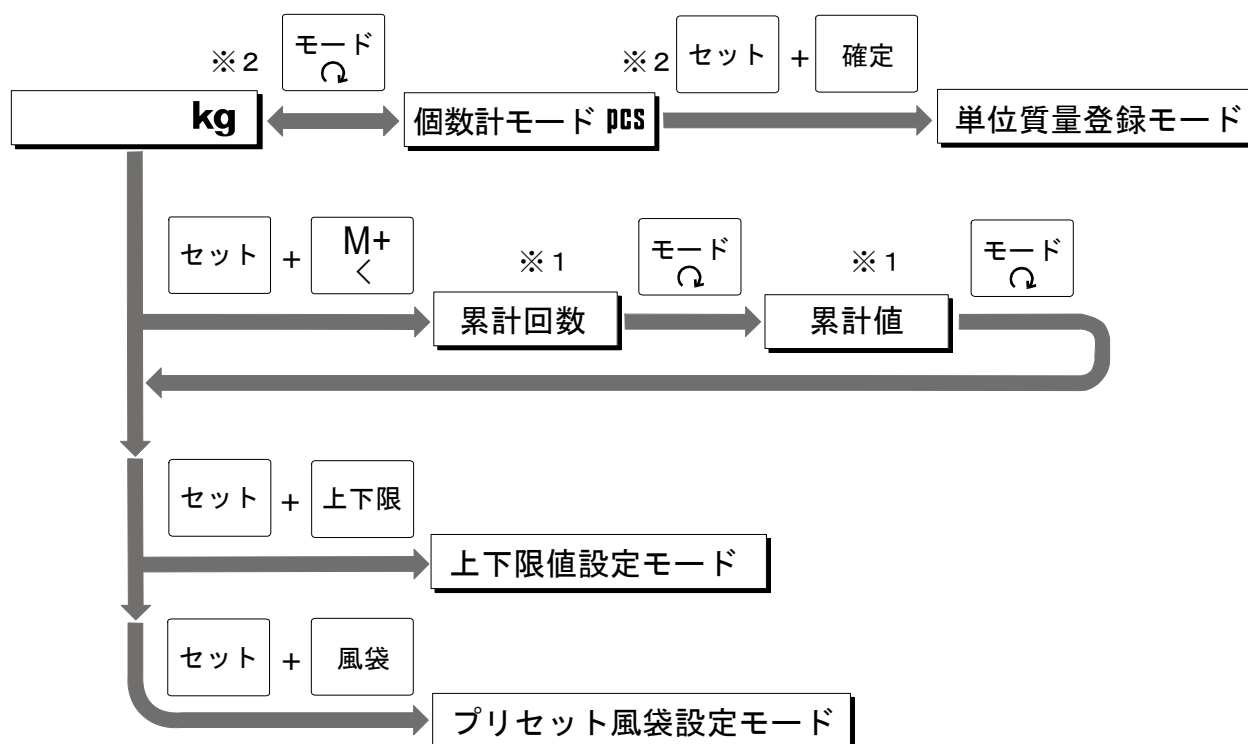 ※2 モード ※2 セット + 確定
kg 個数計モード pcs 単位質量登録モード
セット + M+ < ※1 モード ※1 モード
累計回数 累計値
セット + 上下限
上下限値設定モード
セット + 風袋
プリセット風袋設定モード